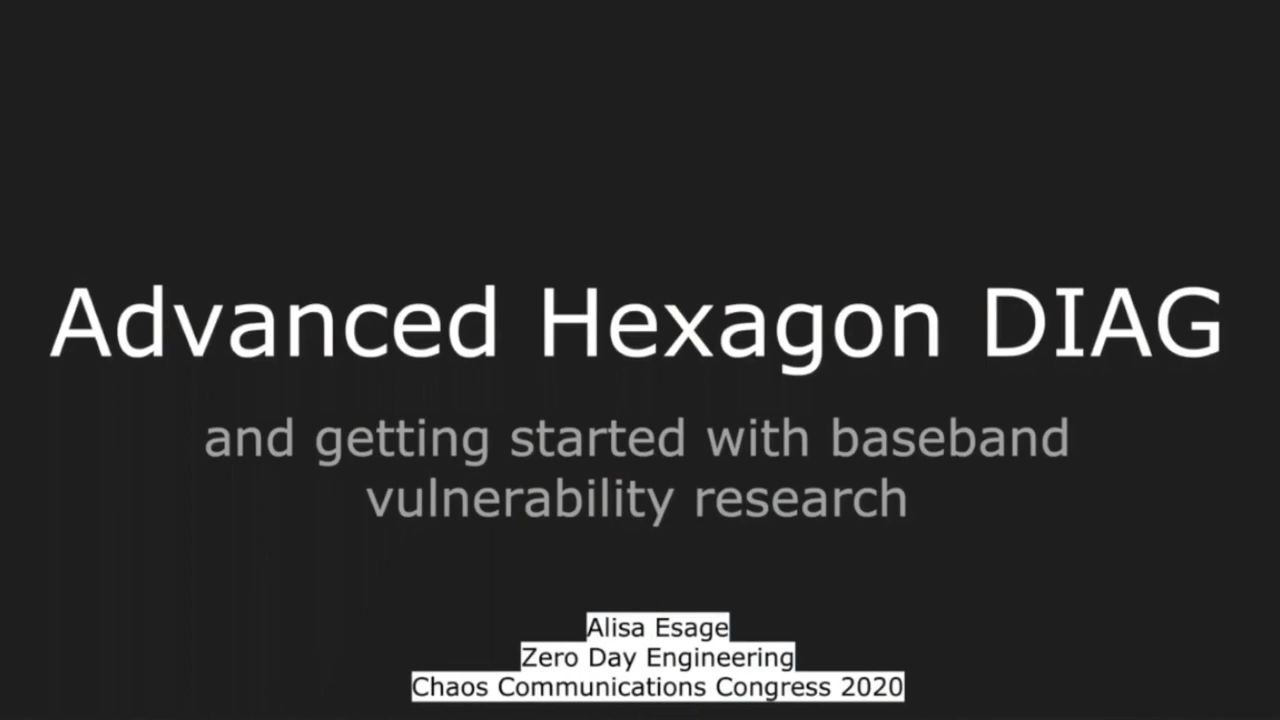 Advanced Hexagon DIAG
and getting started with baseband
vulnerability research
Alisa Esage
Zero Day Engineering
Chaos Communications Congress 2020